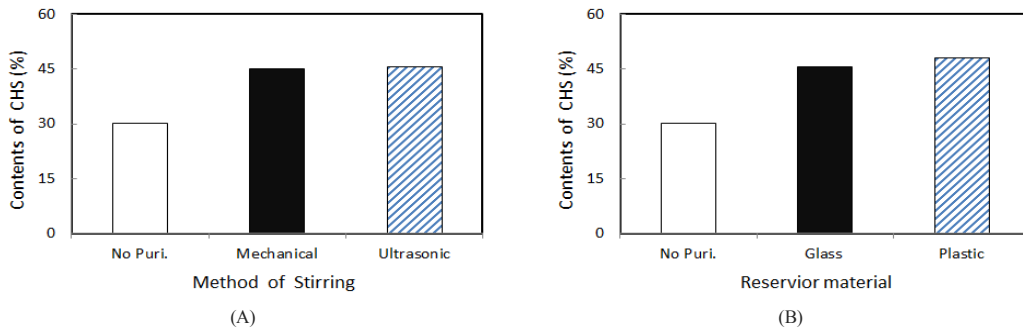 60
45
30
15
0
Contents of CHS (%)
No Puri. Mechanical Ultrasonic
Method of Stirring
(A)
60
45
30
15
0
Contents of CHS (%)
No Puri. Glass Plastic
Reservior material
(B)